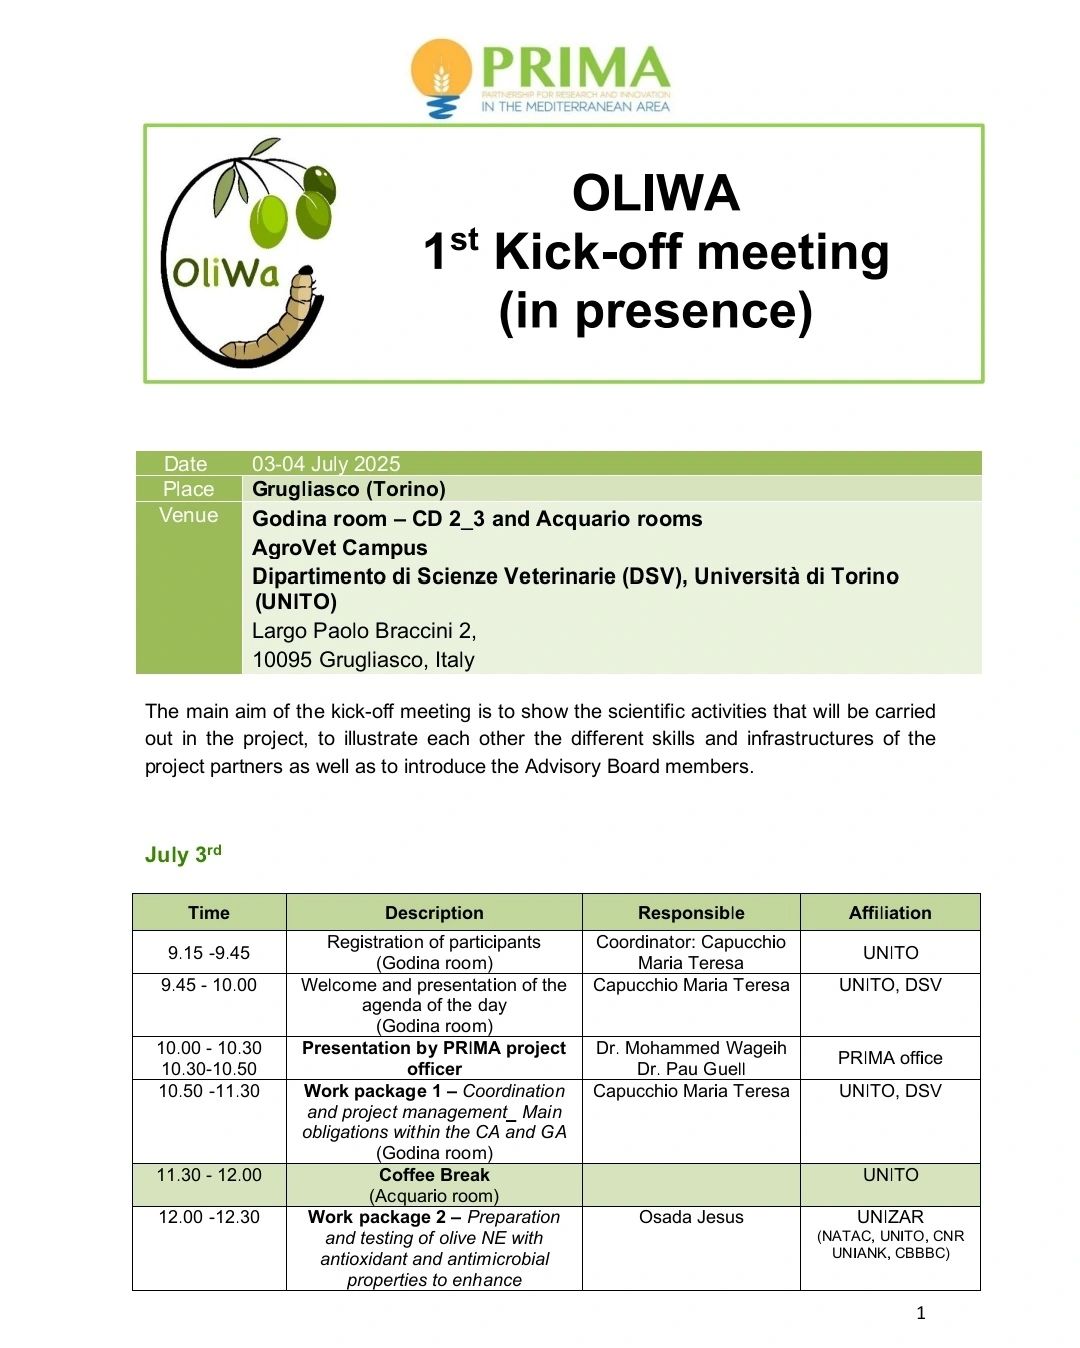 PRIMA
PARTNERSHIP FOR RESEARCH AND INNOVATION
IN THE MEDITERRANEAN AREA
OliWa
OLIWA
1st Kick-off meeting
(in presence)
Date 03-04 July 2025
Place Grugliasco (Torino)
Venue Godina room – CD 2_3 and Acquario rooms
AgroVet Campus
Dipartimento di Scienze Veterinarie (DSV), Università di Torino
(UNITO)
Largo Paolo Braccini 2,
10095 Grugliasco, Italy
The main aim of the kick-off meeting is to show the scientific activities that will be carried
out in the project, to illustrate each other the different skills and infrastructures of the
project partners as well as to introduce the Advisory Board members.
July 3rd
Time Description Responsible Affiliation
9.15 -9.45 Registration of participants Coordinator: Capucchio UNITO
(Godina room) Maria Teresa
9.45 - 10.00 Welcome and presentation of the Capucchio Maria Teresa UNITO, DSV
agenda of the day
(Godina room)
10.00 - 10.30 Presentation by PRIMA project Dr. Mohammed Wageih PRIMA office
10.30-10.50 officer Dr. Pau Guell
10.50 -11.30 Work package 1 – Coordination Capucchio Maria Teresa UNITO, DSV
and project management_ Main
obligations within the CA and GA
(Godina room)
11.30 - 12.00 Coffee Break UNITO
(Acquario room)
12.00 -12.30 Work package 2 – Preparation Osada Jesus UNIZAR
and testing of olive NE with (NATAC, UNITO, CNR
antioxidant and antimicrobial UNIANK, CBBBC)
properties to enhance
1